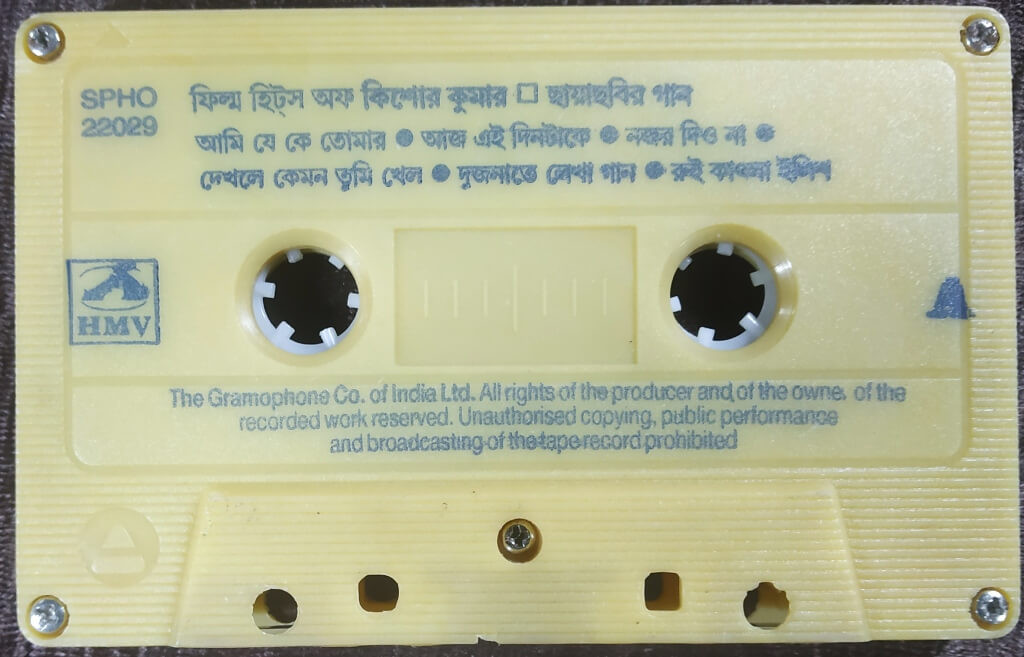 SPHO
22029
ফিল্ম হিট্‌স অফ কিশোর কুমার □ ছায়াছবির গান
আমি যে কে তোমার ● আজ এই দিনটাকে ● নজর দিও না ●
দেখলে কেমন তুমি খেল ● দুজনাতে লেখা গান ● রুই কাতলা ইলিশ
HMV
The Gramophone Co. of India Ltd. All rights of the producer and of the owne. of the
recorded work reserved. Unauthorised copying, public performance
and broadcasting of the tape record prohibited
A